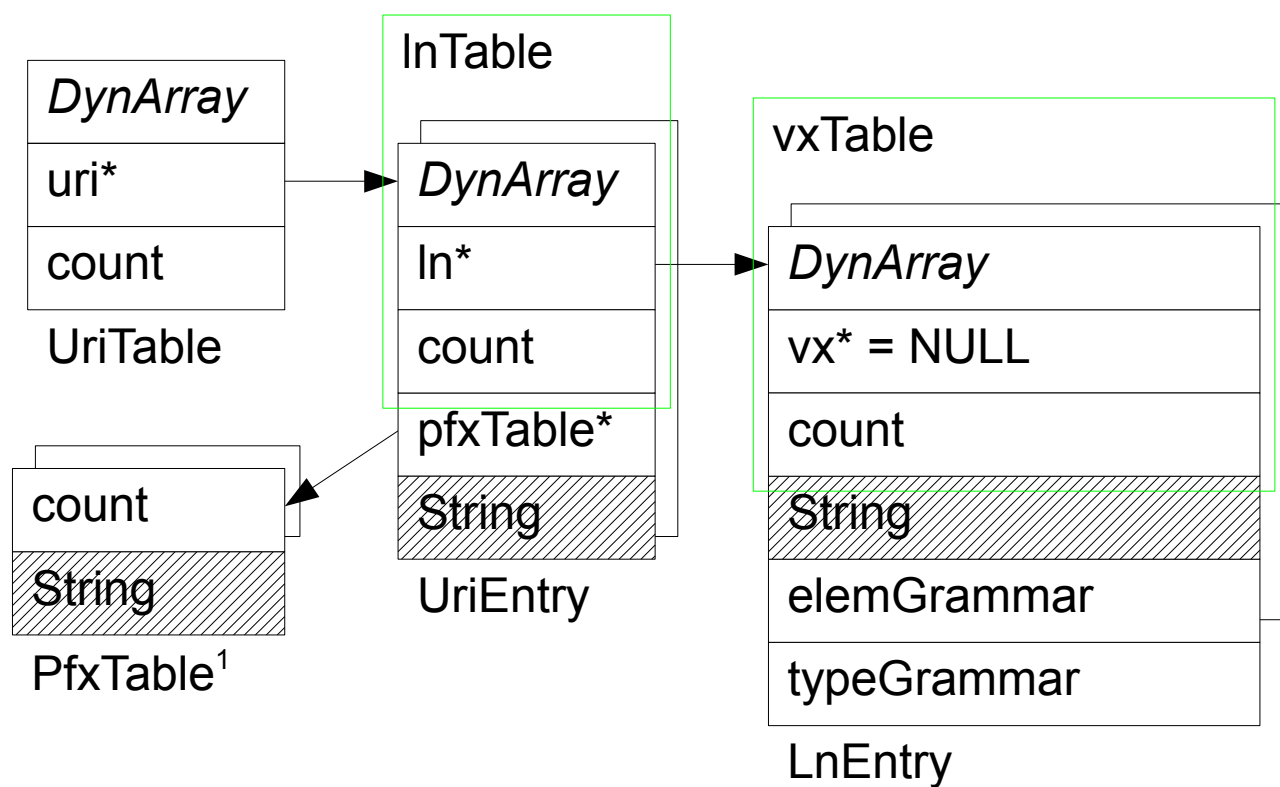 DynArray
uri*
count
UriTable
count
String
PfxTable¹
lnTable
DynArray
ln*
count
pfxTable*
String
UriEntry
vxTable
DynArray
vx* = NULL
count
String
elemGrammar
typeGrammar
LnEntry